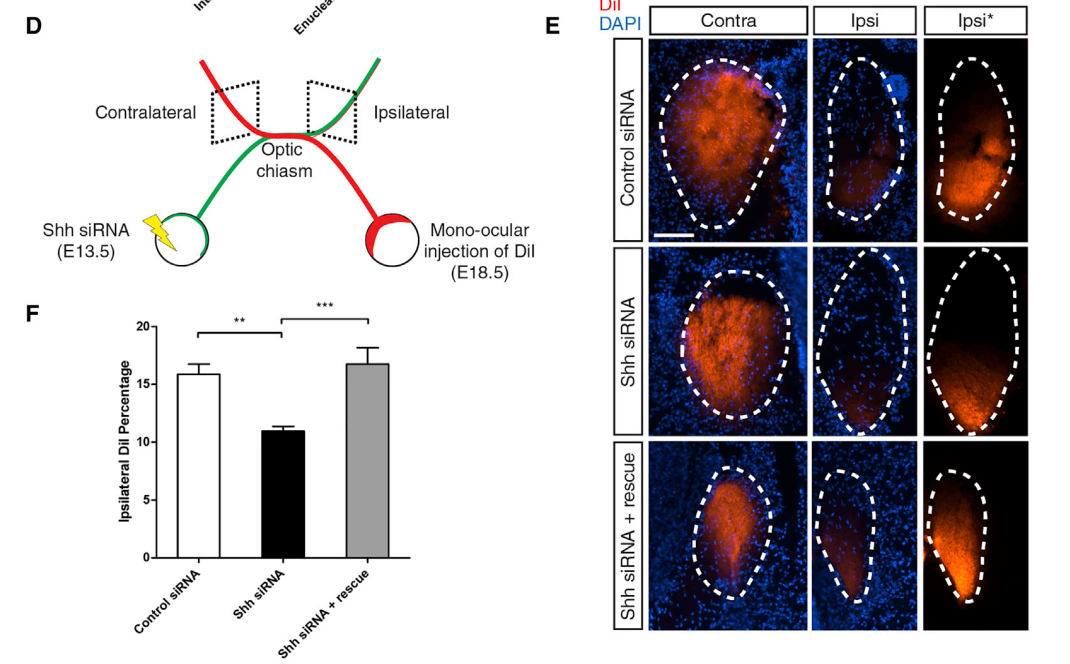 D
Contralateral
Ipsilateral
Optic
chiasm
Shh siRNA
(E13.5)
Mono-ocular
injection of DiI
(E18.5)
E
DiI
DAPI
Contra
Ipsi
Ipsi*
Control siRNA
Shh siRNA
Shh siRNA + rescue
F
**
***
Ipsilateral DiI Percentage
20
15
10
5
0
Control siRNA
Shh siRNA
Shh siRNA + rescue